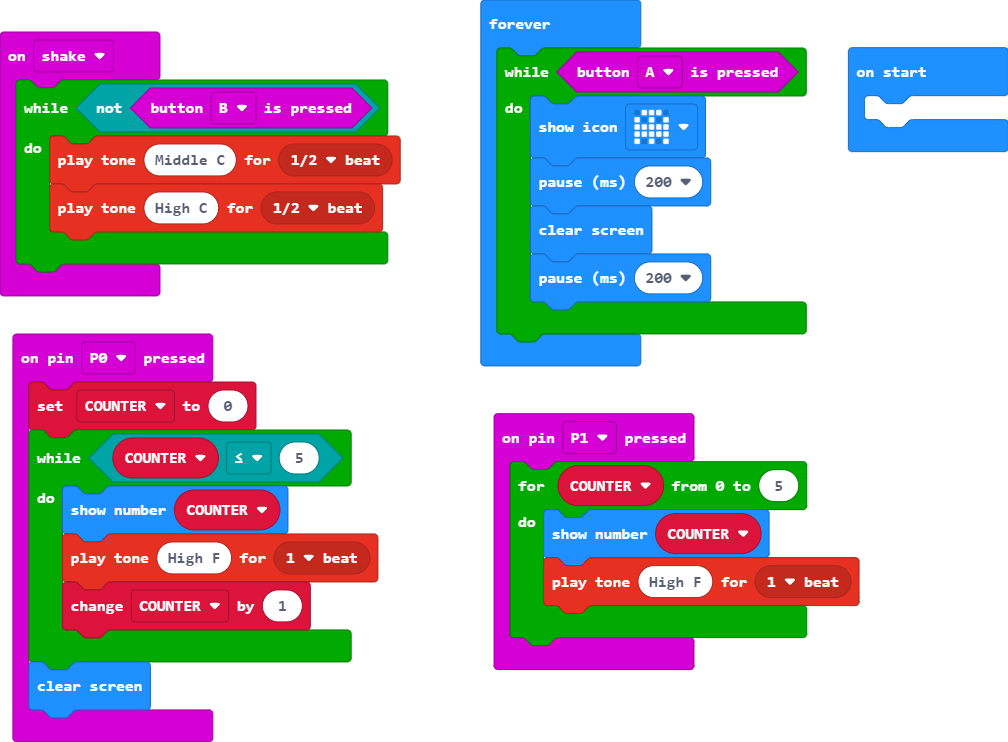 on shake
while not button B is pressed
do
play tone Middle C for 1/2 beat
play tone High C for 1/2 beat
forever
while button A is pressed
do
show icon
pause (ms) 200
clear screen
pause (ms) 200
on start
on pin P0 pressed
set COUNTER to 0
while COUNTER ≤ 5
do
show number COUNTER
play tone High F for 1 beat
change COUNTER by 1
clear screen
on pin P1 pressed
for COUNTER from 0 to 5
do
show number COUNTER
play tone High F for 1 beat